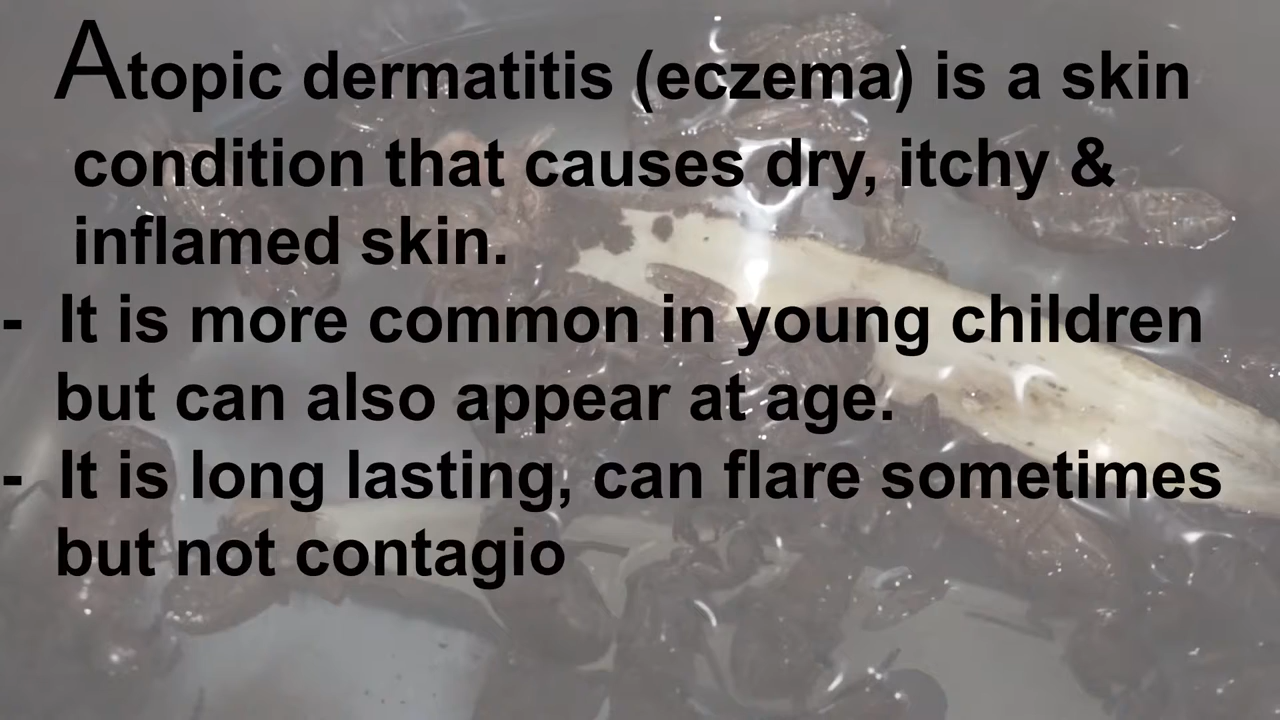 Atopic dermatitis (eczema) is a skin
condition that causes dry, itchy &
inflamed skin.
- It is more common in young children
but can also appear at age.
- It is long lasting, can flare sometimes
but not contagio